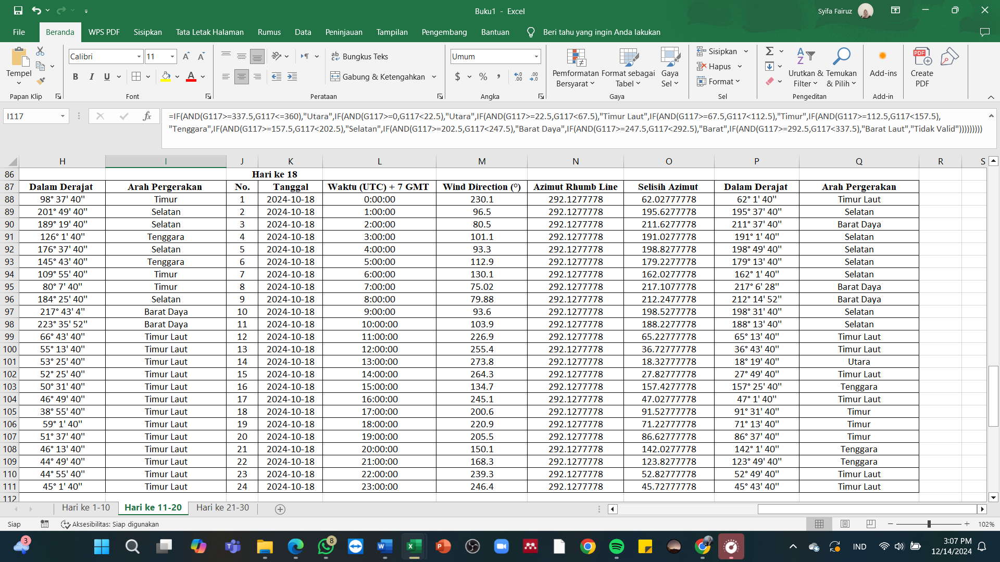 Buku1 - Excel
Syifa Fairuz
File Beranda WPS PDF Sisipkan Tata Letak Halaman Rumus Data Peninjauan Tampilan Pengembang Bantuan Beri tahu yang ingin Anda lakukan
Tempel
Papan Klip
Calibri 11
B I U
Font
Bungkus Teks
Gabung & Ketengahkan
Perataan
Umum
$ % ,
Angka
Pemformatan Bersyarat
Format sebagai Tabel
Gaya Sel
Gaya
Sisipkan
Hapus
Format
Sel
Urutkan & Filter
Temukan & Pilih
Pengeditan
Add-ins
Add-in
Create PDF
I117
fx
=IF(AND(G117>=337.5,G117<=360),"Utara",IF(AND(G117>=0,G117<22.5),"Utara",IF(AND(G117>=22.5,G117<67.5),"Timur Laut",IF(AND(G117>=67.5,G117<112.5),"Timur",IF(AND(G117>=112.5,G117<157.5),
"Tenggara",IF(AND(G117>=157.5,G117<202.5),"Selatan",IF(AND(G117>=202.5,G117<247.5),"Barat Daya",IF(AND(G117>=247.5,G117<292.5),"Barat",IF(AND(G117>=292.5,G117<337.5),"Barat Laut","Tidak Valid")))))))))
H I J K L M N O P Q R S
86 Hari ke 18
87 Dalam Derajat Arah Pergerakan No. Tanggal Waktu (UTC) + 7 GMT Wind Direction (°) Azimut Rhumb Line Selisih Azimut Dalam Derajat Arah Pergerakan
88 98° 37' 40'' Timur 1 2024-10-18 0:00:00 230.1 292.1277778 62.02777778 62° 1' 40'' Timur Laut
89 201° 49' 40'' Selatan 2 2024-10-18 1:00:00 96.5 292.1277778 195.6277778 195° 37' 40'' Selatan
90 189° 19' 40'' Selatan 3 2024-10-18 2:00:00 80.5 292.1277778 211.6277778 211° 37' 40'' Barat Daya
91 126° 1' 40'' Tenggara 4 2024-10-18 3:00:00 101.1 292.1277778 191.0277778 191° 1' 40'' Selatan
92 176° 37' 40'' Selatan 5 2024-10-18 4:00:00 93.3 292.1277778 198.8277778 198° 49' 40'' Selatan
93 145° 43' 40'' Tenggara 6 2024-10-18 5:00:00 112.9 292.1277778 179.2277778 179° 13' 40'' Selatan
94 109° 55' 40'' Timur 7 2024-10-18 6:00:00 130.1 292.1277778 162.0277778 162° 1' 40'' Selatan
95 80° 7' 40'' Timur 8 2024-10-18 7:00:00 75.02 292.1277778 217.1077778 217° 6' 28'' Barat Daya
96 184° 25' 40'' Selatan 9 2024-10-18 8:00:00 79.88 292.1277778 212.2477778 212° 14' 52'' Barat Daya
97 217° 43' 4'' Barat Daya 10 2024-10-18 9:00:00 93.6 292.1277778 198.5277778 198° 31' 40'' Selatan
98 223° 35' 52'' Barat Daya 11 2024-10-18 10:00:00 103.9 292.1277778 188.2277778 188° 13' 40'' Selatan
99 66° 43' 40'' Timur Laut 12 2024-10-18 11:00:00 226.9 292.1277778 65.22777778 65° 13' 40'' Timur Laut
100 55° 13' 40'' Timur Laut 13 2024-10-18 12:00:00 255.4 292.1277778 36.72777778 36° 43' 40'' Timur Laut
101 53° 25' 40'' Timur Laut 14 2024-10-18 13:00:00 273.8 292.1277778 18.32777778 18° 19' 40'' Utara
102 52° 25' 40'' Timur Laut 15 2024-10-18 14:00:00 264.3 292.1277778 27.82777778 27° 49' 40'' Timur Laut
103 50° 31' 40'' Timur Laut 16 2024-10-18 15:00:00 134.7 292.1277778 157.4277778 157° 25' 40'' Tenggara
104 46° 49' 40'' Timur Laut 17 2024-10-18 16:00:00 245.1 292.1277778 47.02777778 47° 1' 40'' Timur Laut
105 38° 55' 40'' Timur Laut 18 2024-10-18 17:00:00 200.6 292.1277778 91.52777778 91° 31' 40'' Timur
106 59° 1' 40'' Timur Laut 19 2024-10-18 18:00:00 220.9 292.1277778 71.22777778 71° 13' 40'' Timur
107 51° 37' 40'' Timur Laut 20 2024-10-18 19:00:00 205.5 292.1277778 86.62777778 86° 37' 40'' Timur
108 46° 13' 40'' Timur Laut 21 2024-10-18 20:00:00 150.1 292.1277778 142.0277778 142° 1' 40'' Tenggara
109 44° 49' 40'' Timur Laut 22 2024-10-18 21:00:00 168.3 292.1277778 123.8277778 123° 49' 40'' Tenggara
110 44° 55' 40'' Timur Laut 23 2024-10-18 22:00:00 239.3 292.1277778 52.82777778 52° 49' 40'' Timur Laut
111 45° 1' 40'' Timur Laut 24 2024-10-18 23:00:00 246.4 292.1277778 45.72777778 45° 43' 40'' Timur Laut
112
Hari ke 1-10 Hari ke 11-20 Hari ke 21-30
Siap Aksesibilitas: Siap digunakan 102%
3 8 IND 3:07 PM
12/14/2024